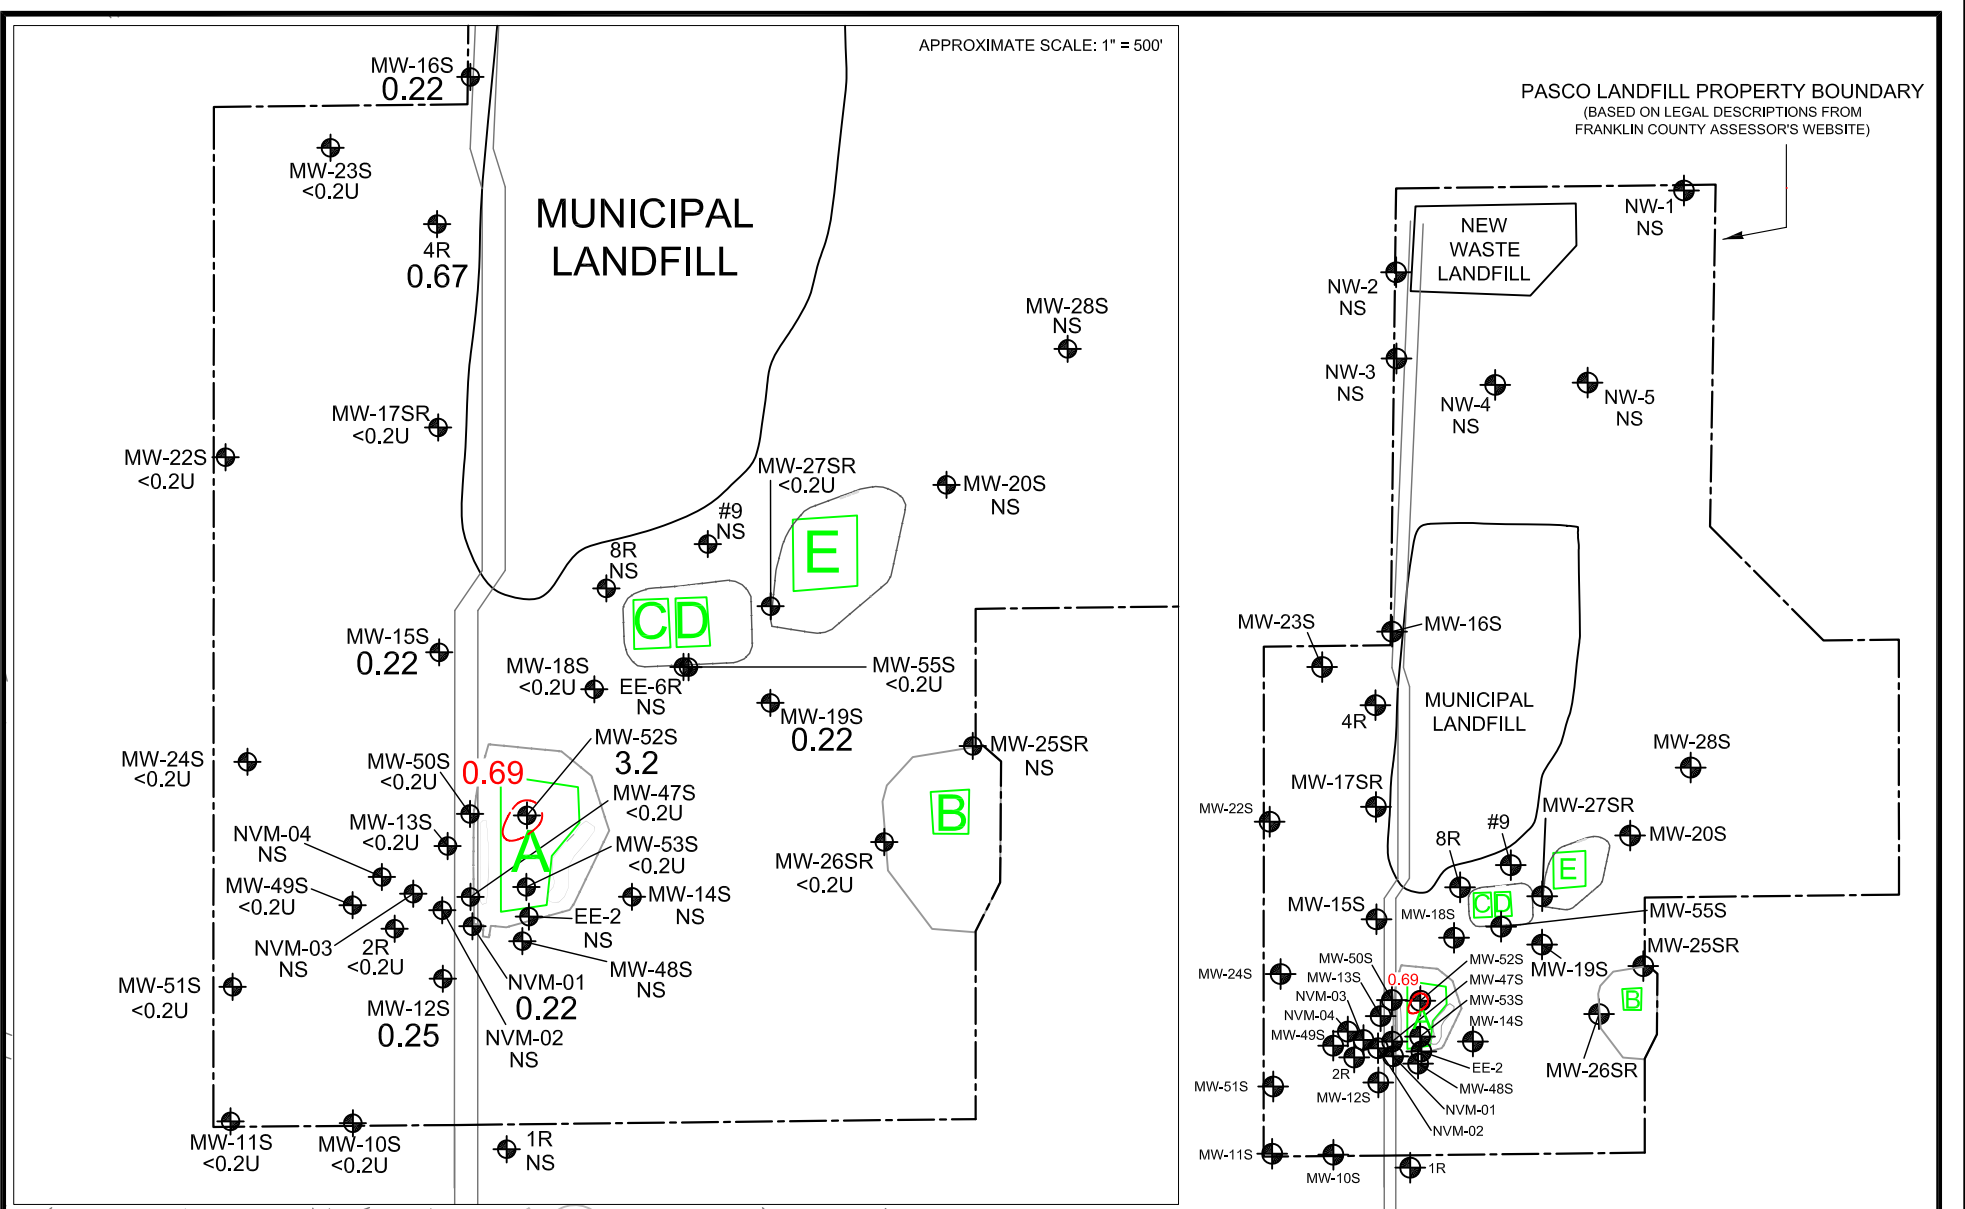 APPROXIMATE SCALE: 1" = 500'
MW-16S
0.22
MW-23S
<0.2U
4R
0.67
MUNICIPAL
LANDFILL
MW-28S
NS
MW-17SR
<0.2U
MW-22S
<0.2U
MW-27SR
<0.2U
MW-20S
NS
#9
NS
8R
NS
E
C D
MW-15S
0.22
MW-18S
<0.2U
EE-6R
NS
MW-55S
<0.2U
MW-19S
0.22
MW-52S
3.2
MW-25SR
NS
MW-24S
<0.2U
MW-50S
<0.2U
0.69
MW-47S
<0.2U
B
MW-13S
<0.2U
NVM-04
NS
A
MW-53S
<0.2U
MW-26SR
<0.2U
MW-49S
<0.2U
MW-14S
NS
EE-2
NS
NVM-03
NS
2R
<0.2U
MW-48S
NS
MW-51S
<0.2U
NVM-01
0.22
MW-12S
0.25
NVM-02
NS
MW-11S
<0.2U
MW-10S
<0.2U
1R
NS
PASCO LANDFILL PROPERTY BOUNDARY
(BASED ON LEGAL DESCRIPTIONS FROM
FRANKLIN COUNTY ASSESSOR'S WEBSITE)
NW-1
NS
NEW
WASTE
LANDFILL
NW-2
NS
NW-3
NS
NW-4
NS
NW-5
NS
MW-23S
MW-16S
4R
MUNICIPAL
LANDFILL
MW-28S
MW-17SR
MW-22S
MW-27SR
#9
MW-20S
8R
E
C D
MW-15S
MW-18S
MW-55S
MW-25SR
MW-19S
MW-50S
MW-52S
MW-24S
MW-13S
0.69
MW-47S
NVM-03
MW-53S
B
NVM-04
A
MW-14S
MW-49S
EE-2
MW-26SR
2R
MW-51S
MW-48S
MW-12S
NVM-01
NVM-02
MW-11S
MW-10S
1R